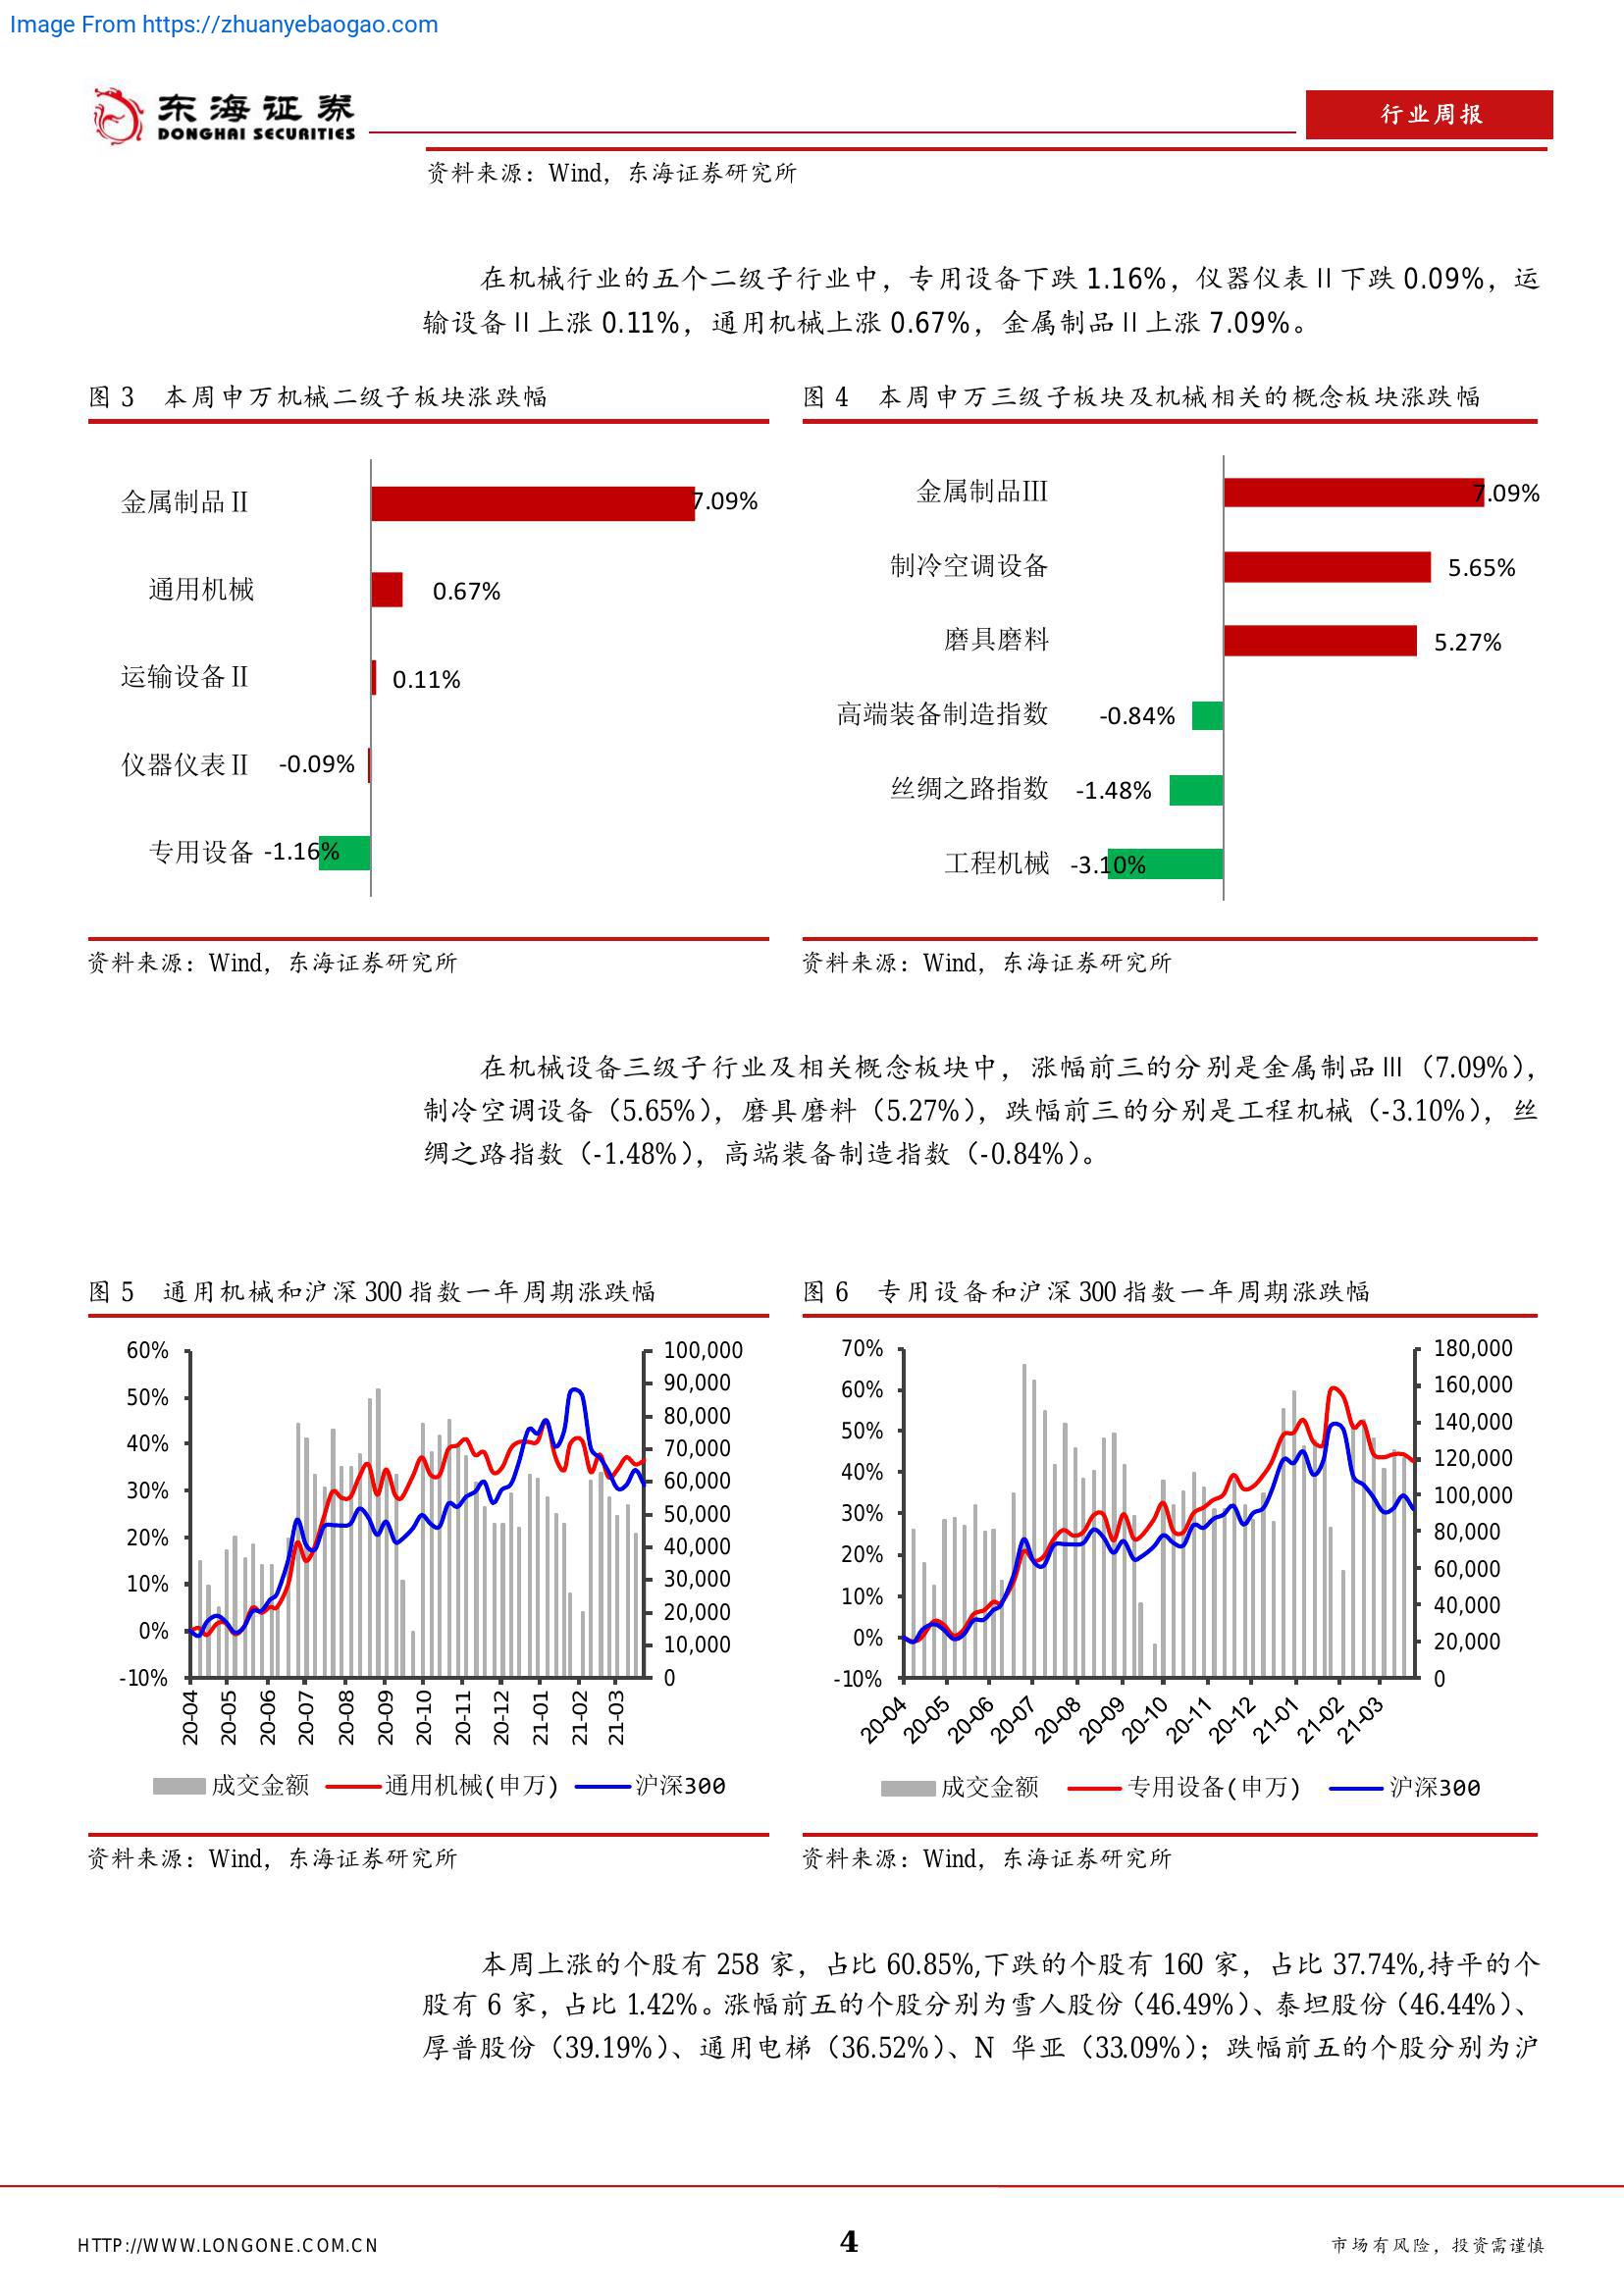 Image From https://zhuanyebaogao.com
东海证券
DONGHAI SECURITIES
行业周报
资料来源：Wind，东海证券研究所
在机械行业的五个二级子行业中，专用设备下跌 1.16%，仪器仪表Ⅱ下跌 0.09%，运
输设备Ⅱ上涨 0.11%，通用机械上涨 0.67%，金属制品Ⅱ上涨 7.09%。
图 3 本周申万机械二级子板块涨跌幅
金属制品Ⅱ 7.09%
通用机械 0.67%
运输设备Ⅱ 0.11%
仪器仪表Ⅱ -0.09%
专用设备 -1.16%
资料来源：Wind，东海证券研究所
图 4 本周申万三级子板块及机械相关的概念板块涨跌幅
金属制品Ⅲ 7.09%
制冷空调设备 5.65%
磨具磨料 5.27%
高端装备制造指数 -0.84%
丝绸之路指数 -1.48%
工程机械 -3.10%
资料来源：Wind，东海证券研究所
在机械设备三级子行业及相关概念板块中，涨幅前三的分别是金属制品Ⅲ（7.09%），
制冷空调设备（5.65%），磨具磨料（5.27%），跌幅前三的分别是工程机械（-3.10%），丝
绸之路指数（-1.48%），高端装备制造指数（-0.84%）。
图 5 通用机械和沪深 300 指数一年周期涨跌幅
60% 100,000
50% 90,000
40% 80,000
30% 70,000
20% 60,000
10% 50,000
0% 40,000
-10% 30,000
20,000
10,000
0
20-04 20-05 20-06 20-07 20-08 20-09 20-10 20-11 20-12 21-01 21-02 21-03
成交金额 通用机械(申万) 沪深300
资料来源：Wind，东海证券研究所
图 6 专用设备和沪深 300 指数一年周期涨跌幅
70% 180,000
60% 160,000
50% 140,000
40% 120,000
30% 100,000
20% 80,000
10% 60,000
0% 40,000
-10% 20,000
0
20-04 20-05 20-06 20-07 20-08 20-09 20-10 20-11 20-12 21-01 21-02 21-03
成交金额 专用设备(申万) 沪深300
资料来源：Wind，东海证券研究所
本周上涨的个股有 258 家，占比 60.85%,下跌的个股有 160 家，占比 37.74%,持平的个
股有 6 家，占比 1.42%。涨幅前五的个股分别为雪人股份（46.49%）、泰坦股份（46.44%）、
厚普股份（39.19%）、通用电梯（36.52%）、N 华亚（33.09%）；跌幅前五的个股分别为沪
HTTP://WWW.LONGONE.COM.CN
4
市场有风险，投资需谨慎